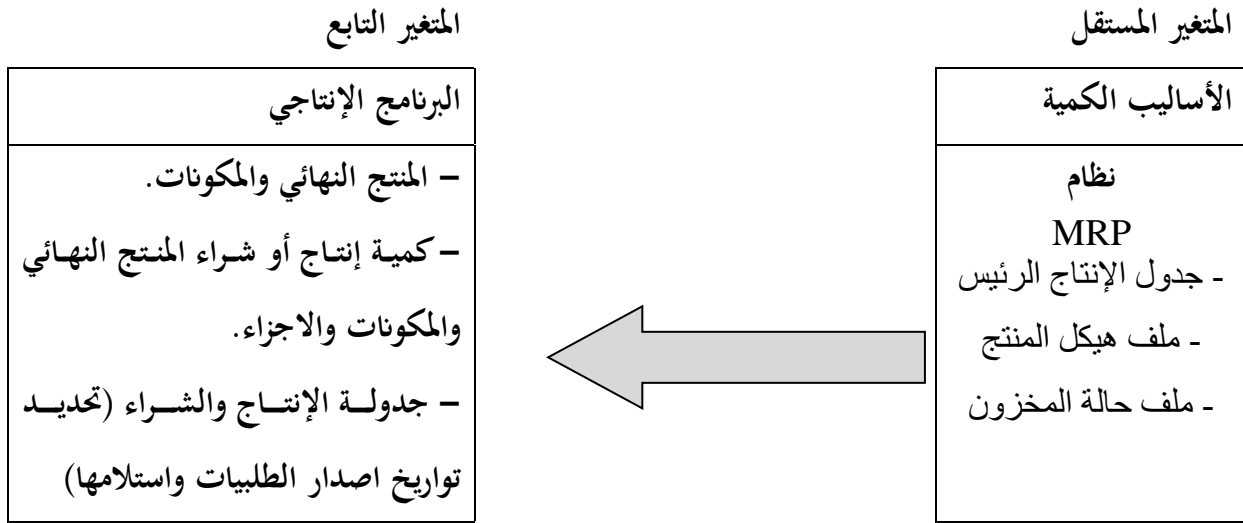 المتغير المستقل
الأساليب الكمية
نظام
MRP
- جدول الإنتاج الرئيس
- ملف هيكل المنتج
- ملف حالة المخزون
المتغير التابع
البرنامج الإنتاجي
– المنتج النهائي والمكونات.
– كمية إنتاج أو شراء المنتج النهائي
والمكونات والاجزاء.
– جدولة الإنتاج والشراء (تحديد
تواريخ اصدار الطلبيات واستلامها)